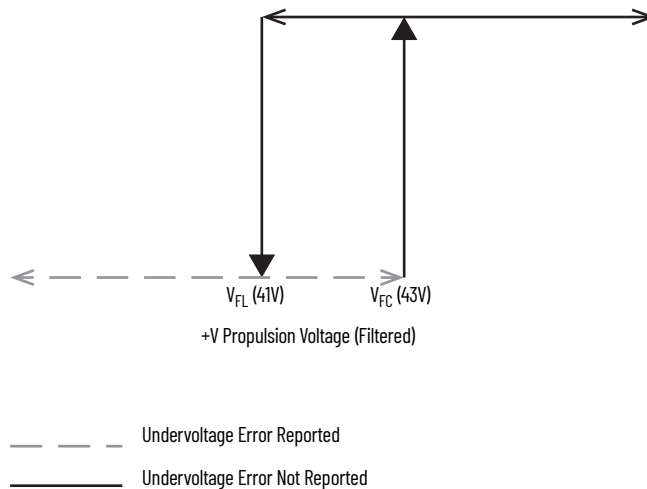 V_FL (41V) V_FC (43V)
+V Propulsion Voltage (Filtered)
Undervoltage Error Reported
Undervoltage Error Not Reported